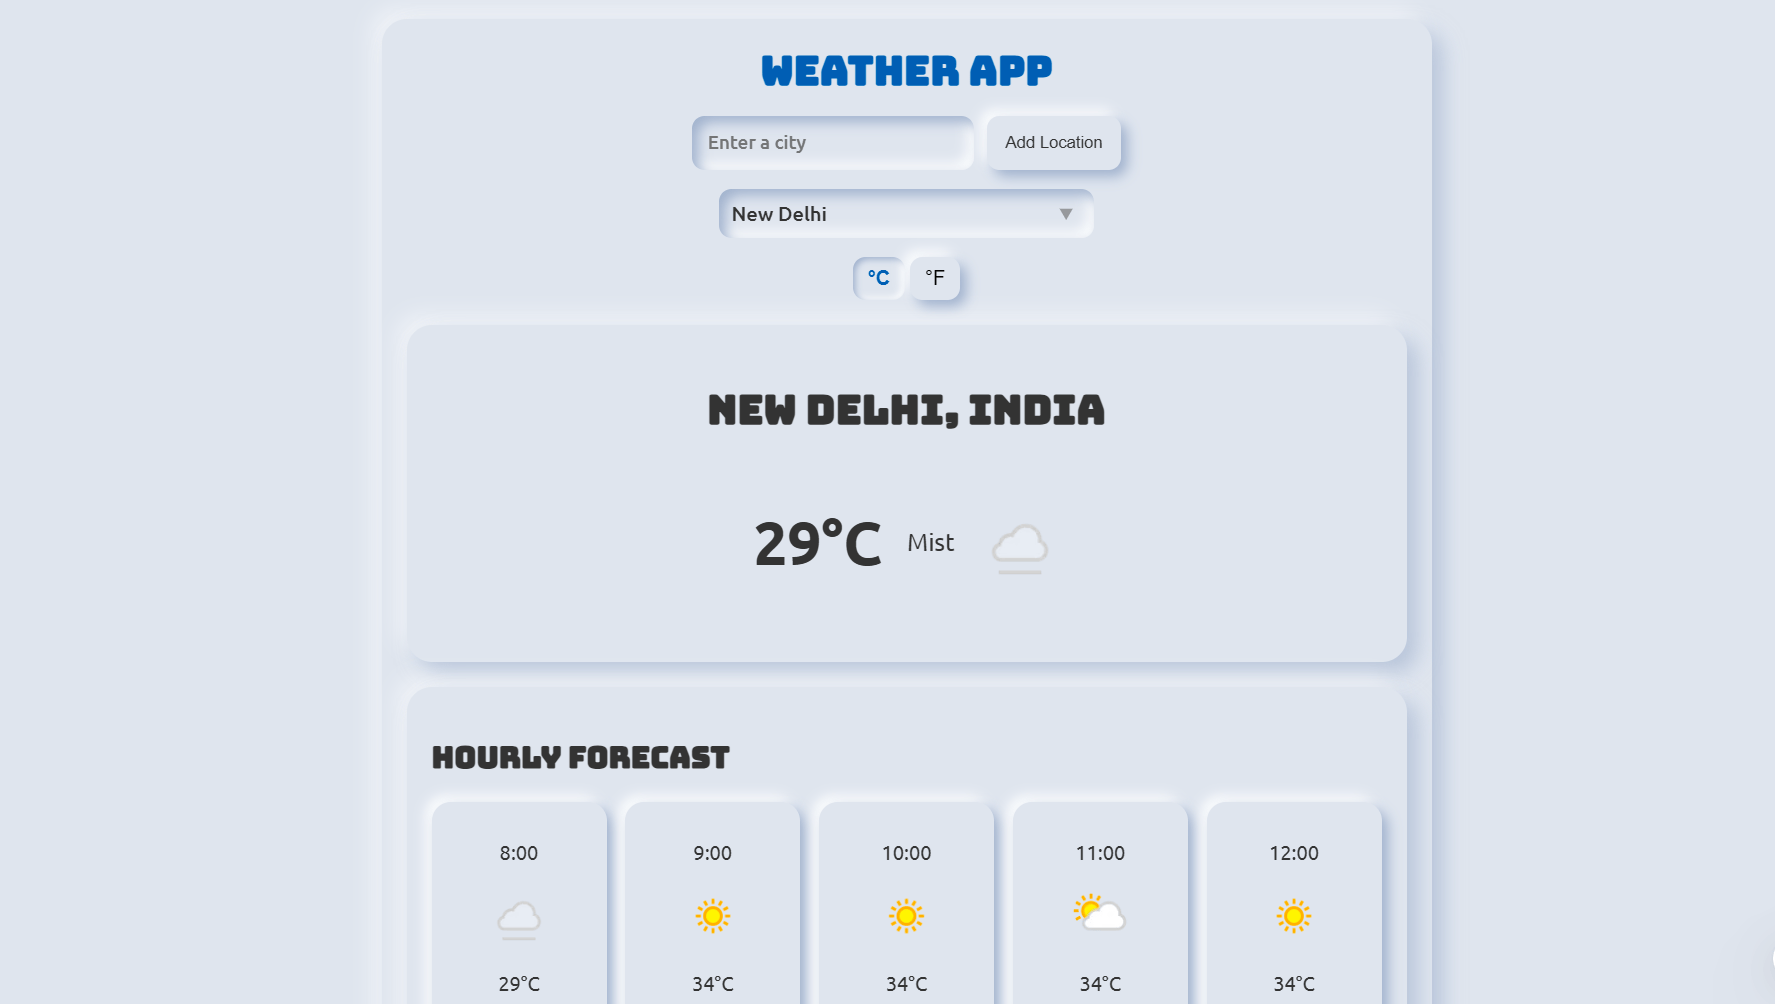 WEATHER APP
Enter a city
Add Location
New Delhi
°C °F
NEW DELHI, INDIA
29°C Mist
HOURLY FORECAST
8:00 9:00 10:00 11:00 12:00
29°C 34°C 34°C 34°C 34°C